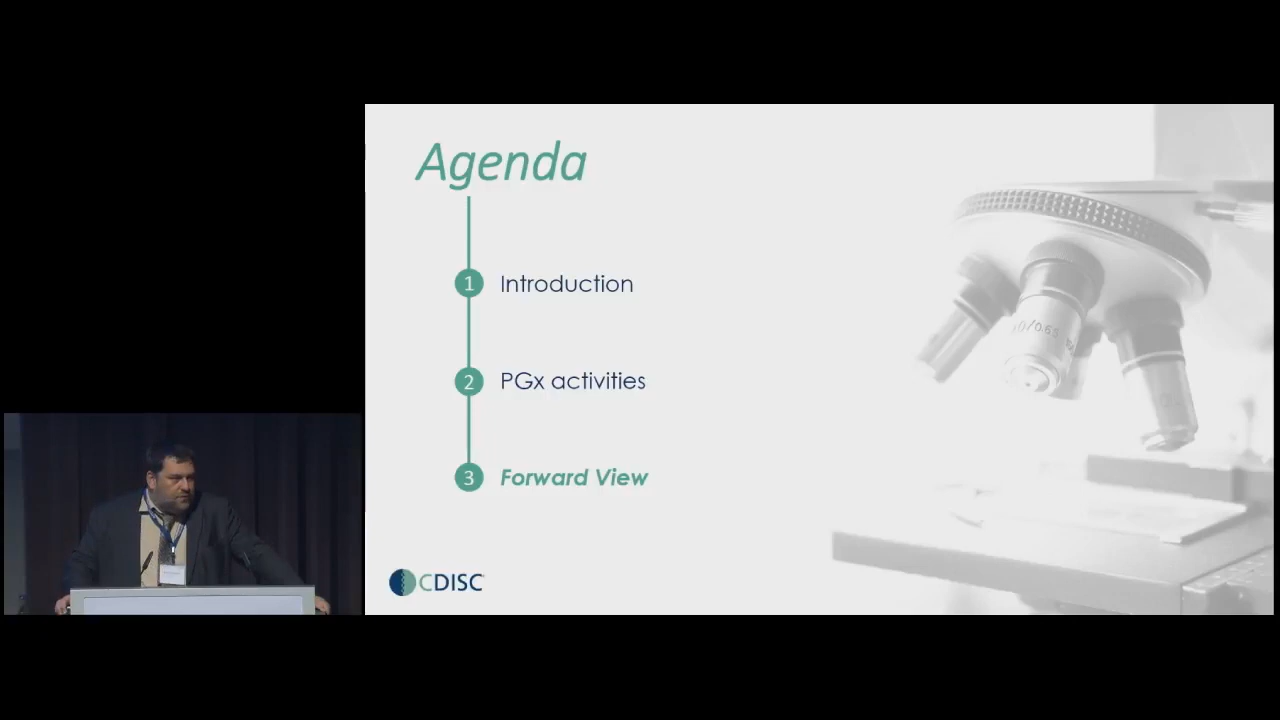 Agenda
1 Introduction
2 PGx activities
3 Forward View
CDISC